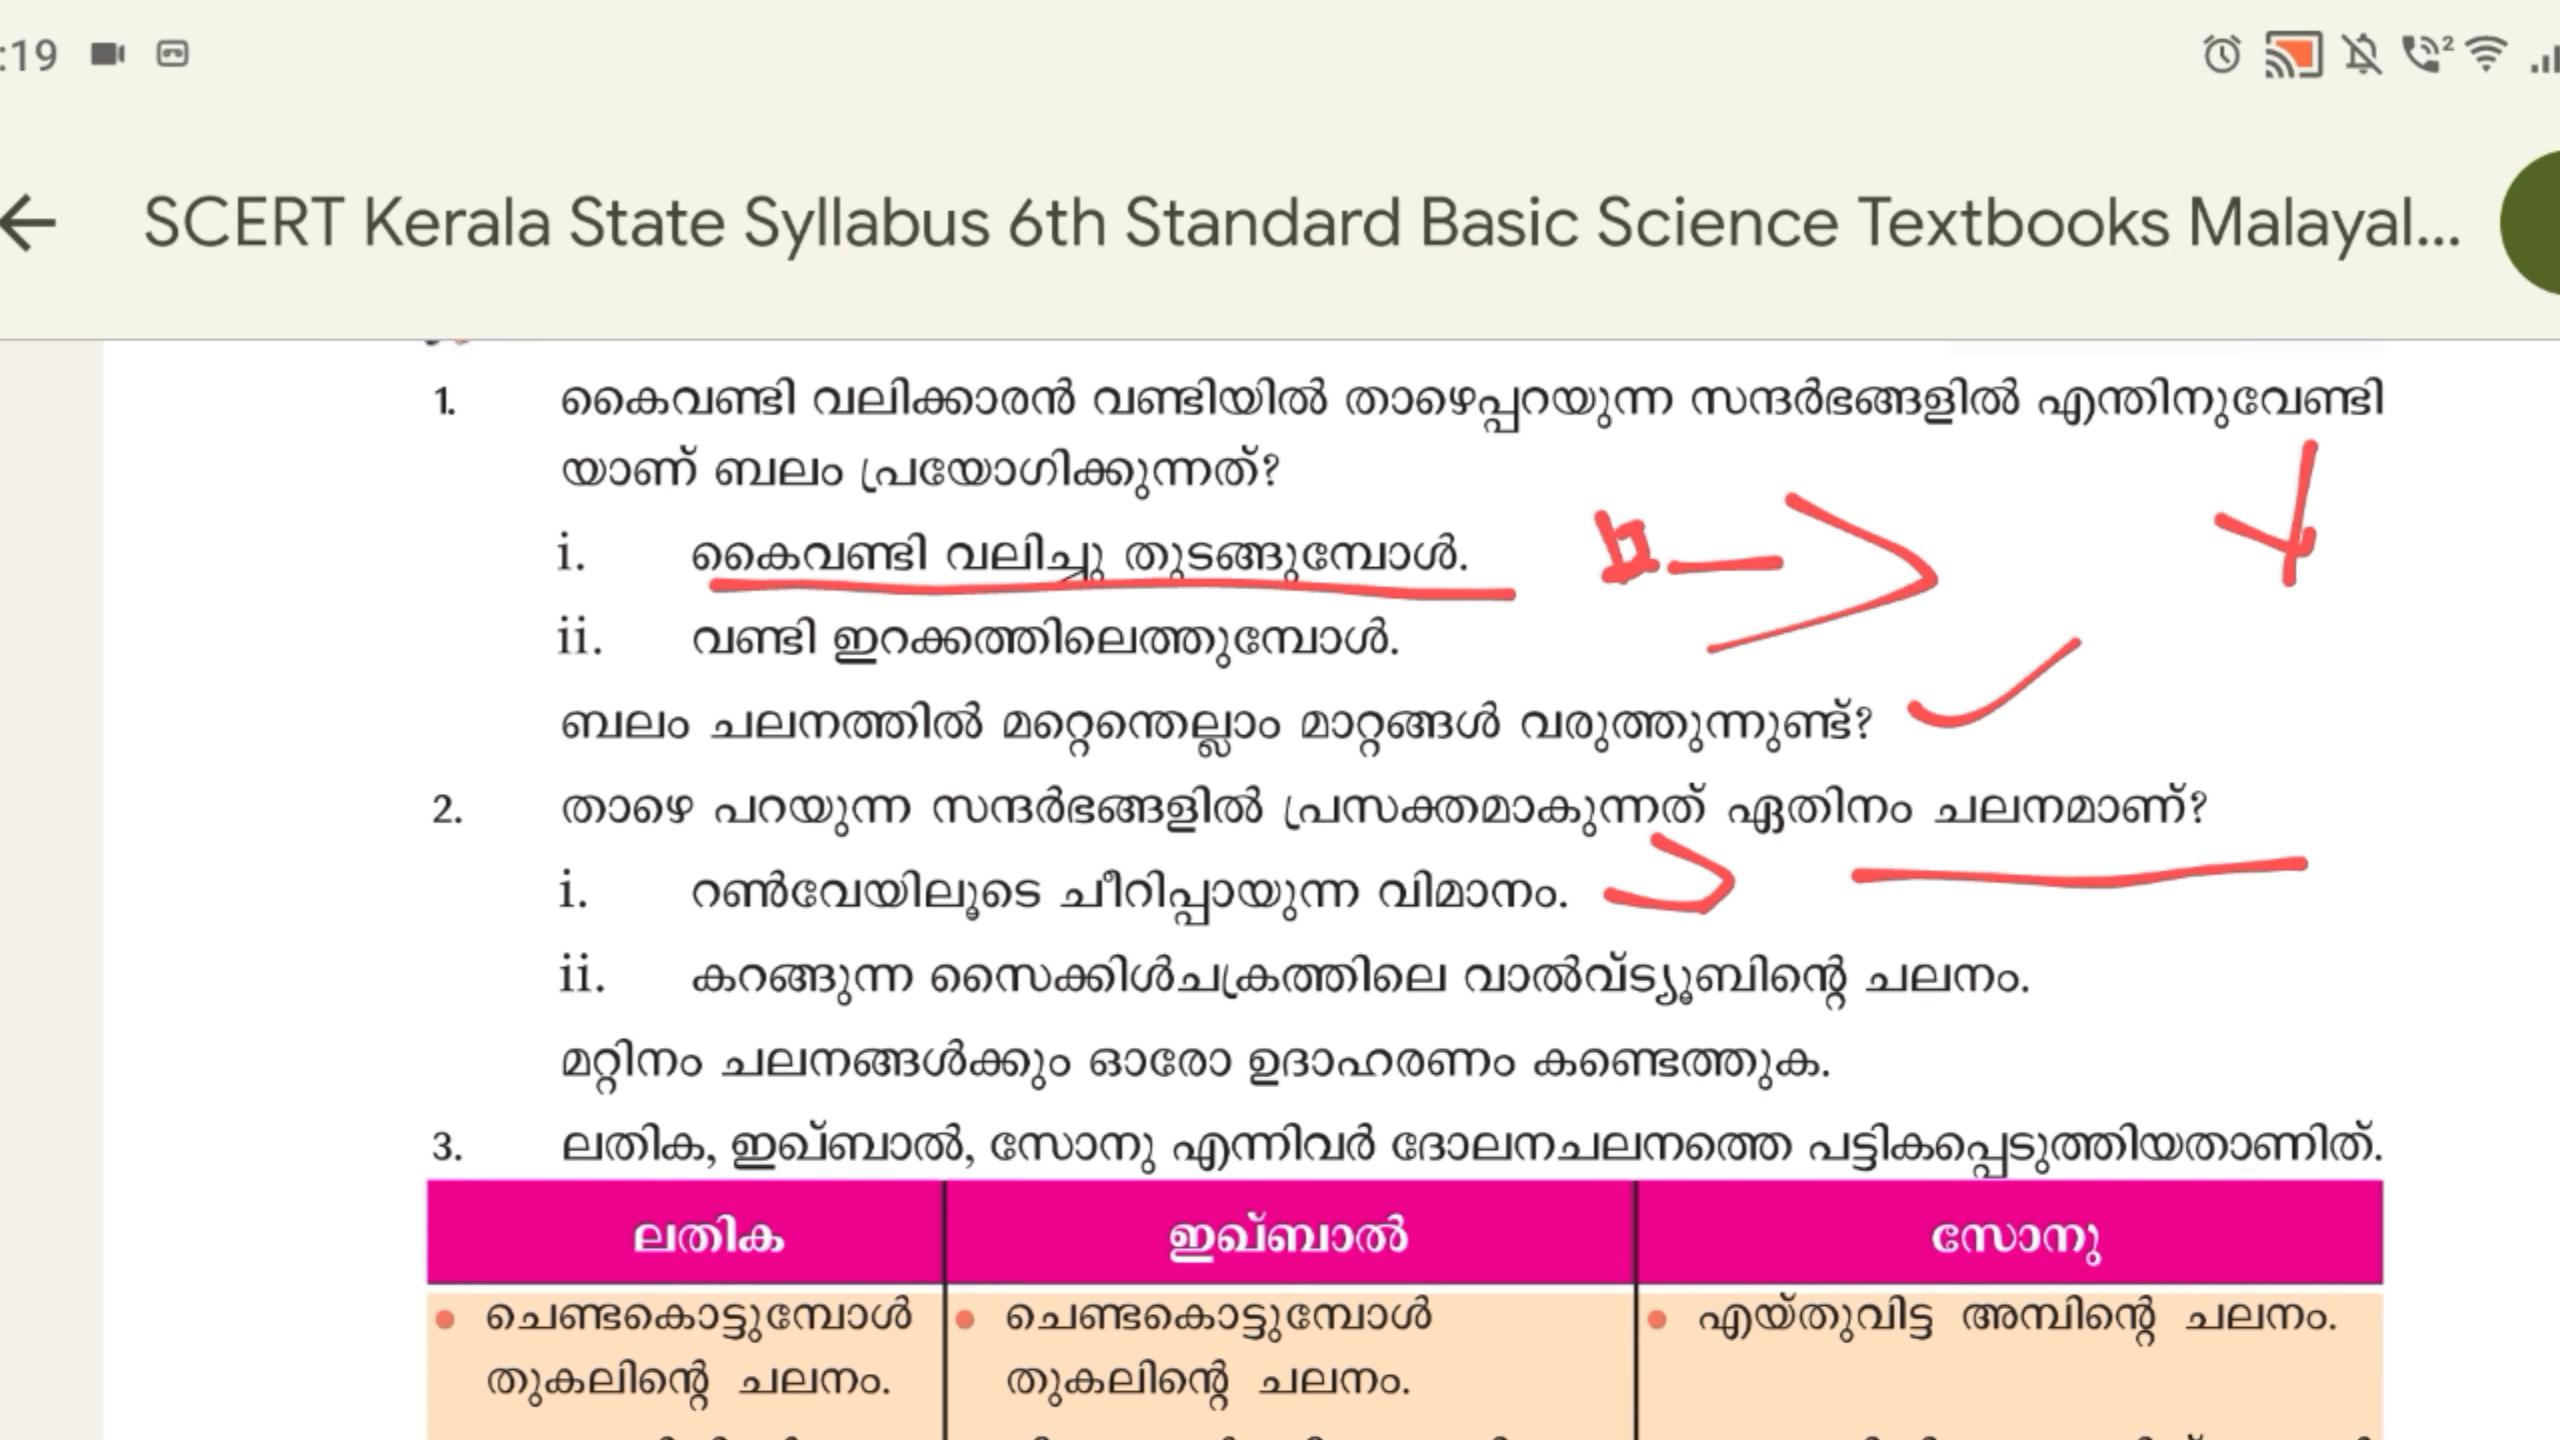 :19
2
SCERT Kerala State Syllabus 6th Standard Basic Science Textbooks Malayal...
1. കൈവണ്ടി വലിക്കാരൻ വണ്ടിയിൽ താഴെപ്പറയുന്ന സന്ദർഭങ്ങളിൽ എന്തിനുവേണ്ടി
യാണ് ബലം പ്രയോഗിക്കുന്നത്?
i. കൈവണ്ടി വലിച്ചു തുടങ്ങുമ്പോൾ.
ii. വണ്ടി ഇറക്കത്തിലെത്തുമ്പോൾ.
ബലം ചലനത്തിൽ മറ്റെന്തെല്ലാം മാറ്റങ്ങൾ വരുത്തുന്നുണ്ട്?
2. താഴെ പറയുന്ന സന്ദർഭങ്ങളിൽ പ്രസക്തമാകുന്നത് ഏതിനം ചലനമാണ്?
i. റൺവേയിലൂടെ ചീറിപ്പായുന്ന വിമാനം.
ii. കറങ്ങുന്ന സൈക്കിൾചക്രത്തിലെ വാൽവ്ട്യൂബിന്റെ ചലനം.
മറ്റിനം ചലനങ്ങൾക്കും ഓരോ ഉദാഹരണം കണ്ടെത്തുക.
3. ലതിക, ഇഖ്ബാൽ, സോനു എന്നിവർ ദോലനചലനത്തെ പട്ടികപ്പെടുത്തിയതാണിത്.
ലതിക ഇഖ്ബാൽ സോനു
• ചെണ്ടകൊട്ടുമ്പോൾ • ചെണ്ടകൊട്ടുമ്പോൾ • എയ്തുവിട്ട അമ്പിന്റെ ചലനം.
തുകലിന്റെ ചലനം. തുകലിന്റെ ചലനം.